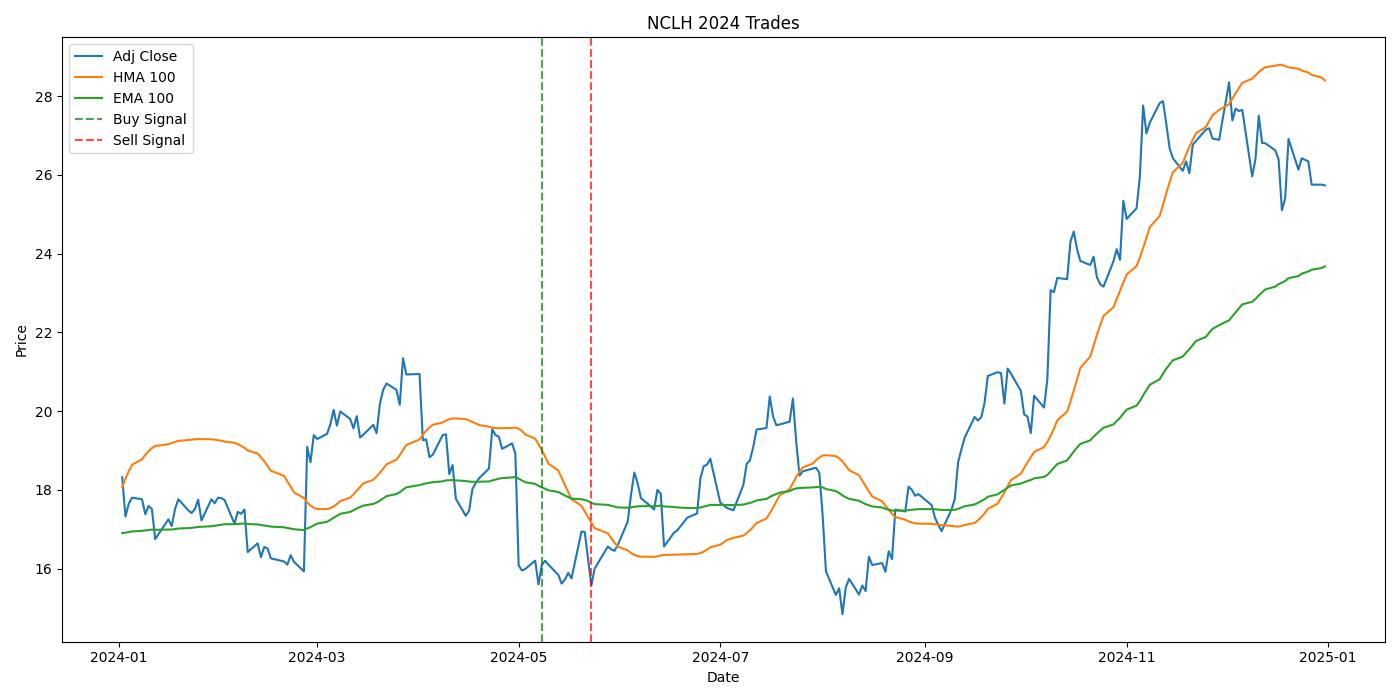 NCLH 2024 Trades
Adj Close
HMA 100
EMA 100
Buy Signal
Sell Signal
Price
28
26
24
22
20
18
16
2024-01
2024-03
2024-05
2024-07
2024-09
2024-11
2025-01
Date